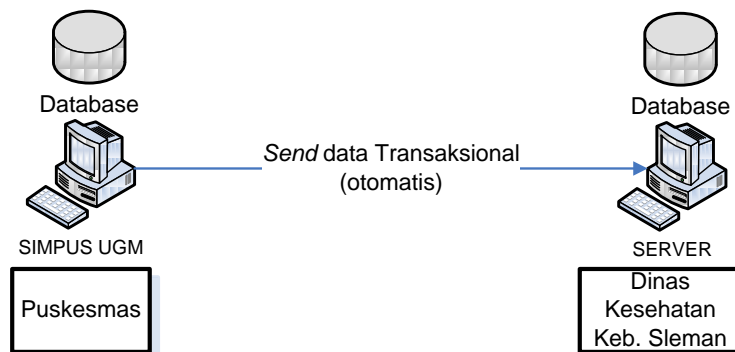 Database
Database
Send data Transaksional
(otomatis)
SIMPUS UGM
SERVER
Puskesmas
Dinas
Kesehatan
Keb. Sleman